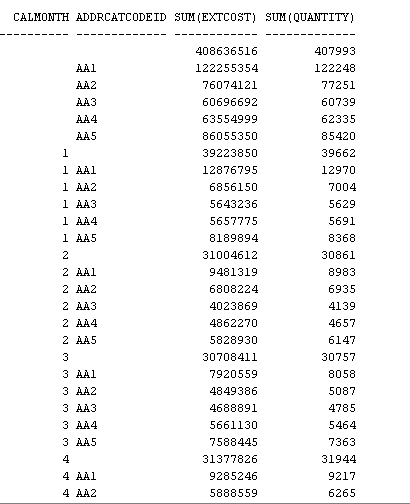 CALMONTH ADDRCATCODEID SUM(EXTCOST) SUM(QUANTITY)
---------- ------------- ------------ -------------
408636516 407993
AA1 122255354 122248
AA2 76074121 77251
AA3 60696692 60739
AA4 63554999 62335
AA5 86055350 85420
1 39223850 39662
1 AA1 12876795 12970
1 AA2 6856150 7004
1 AA3 5643236 5629
1 AA4 5657775 5691
1 AA5 8189894 8368
2 31004612 30861
2 AA1 9481319 8983
2 AA2 6808224 6935
2 AA3 4023869 4139
2 AA4 4862270 4657
2 AA5 5828930 6147
3 30708411 30757
3 AA1 7920559 8058
3 AA2 4849386 5087
3 AA3 4688891 4785
3 AA4 5661130 5464
3 AA5 7588445 7363
4 31377826 31944
4 AA1 9285246 9217
4 AA2 5888559 6265